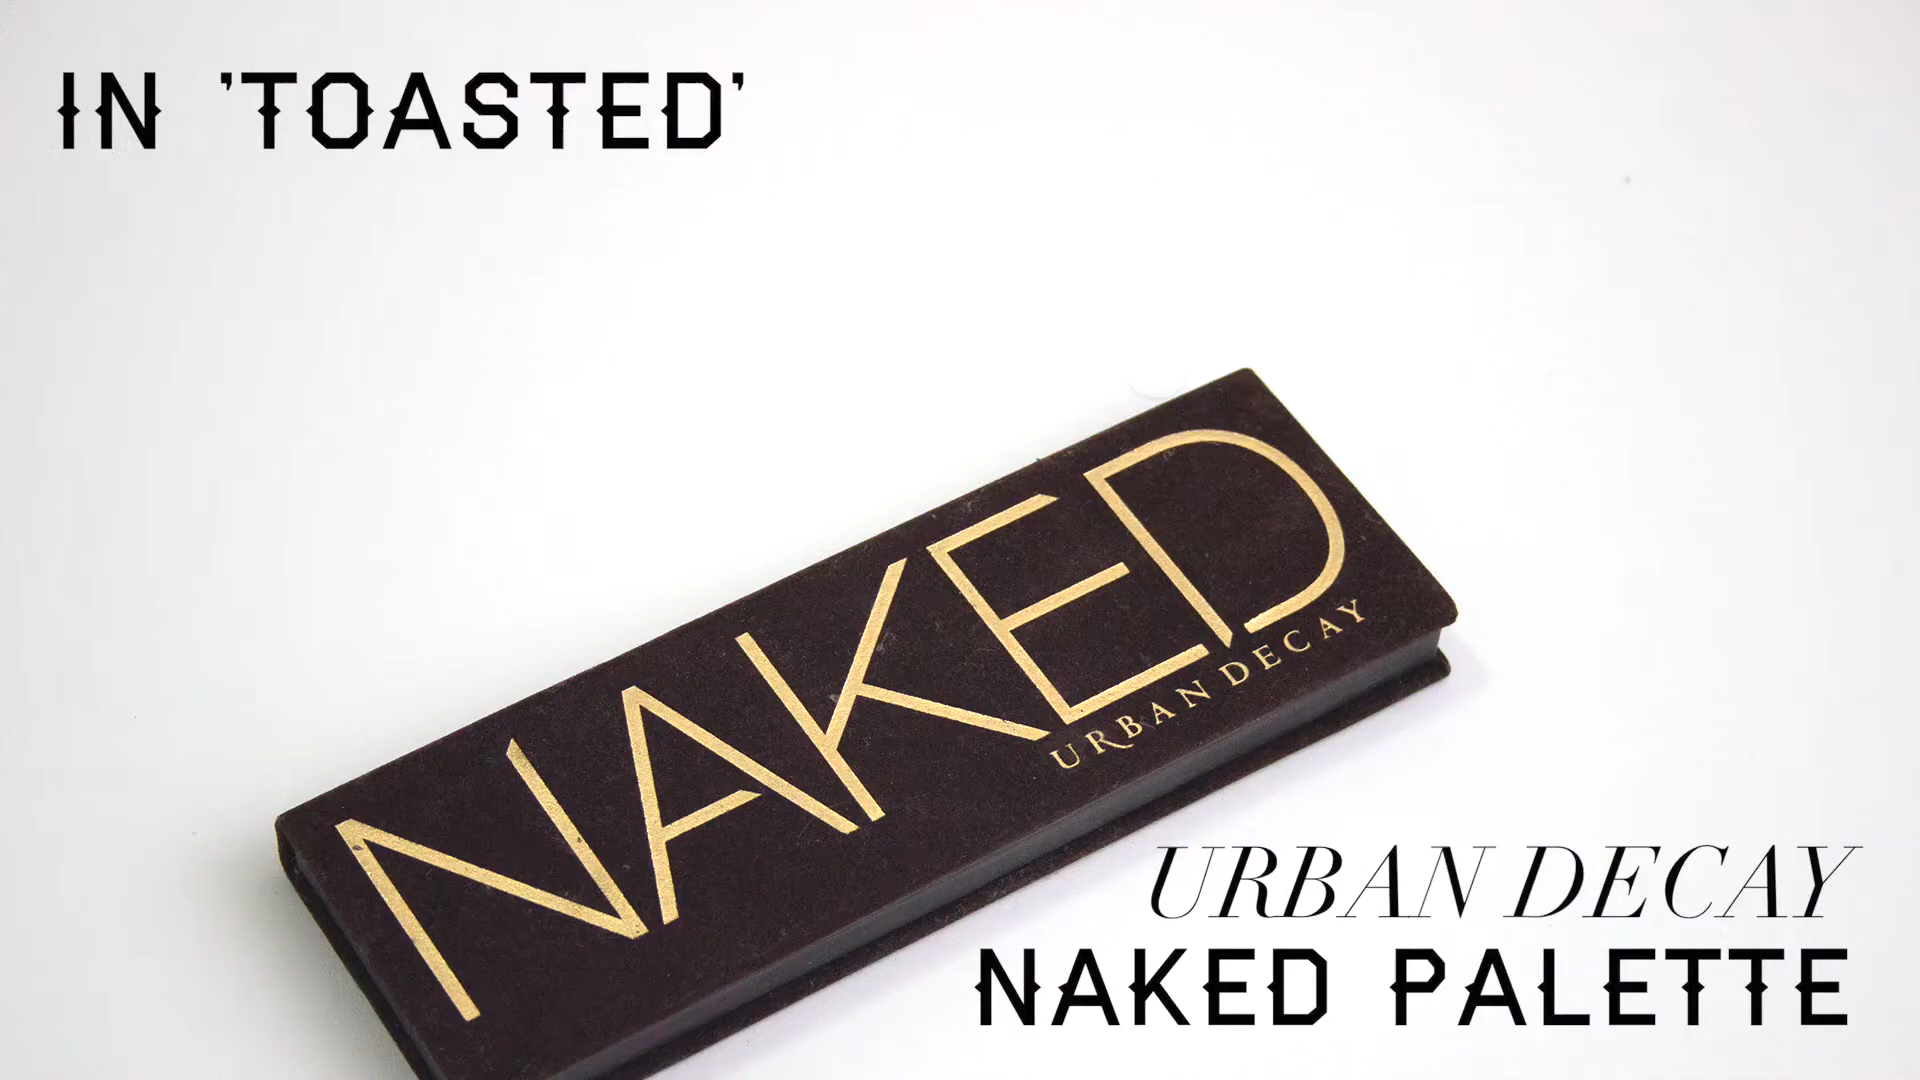 IN 'TOASTED'
NAKED
URBAN DECAY
URBAN DECAY
NAKED PALETTE